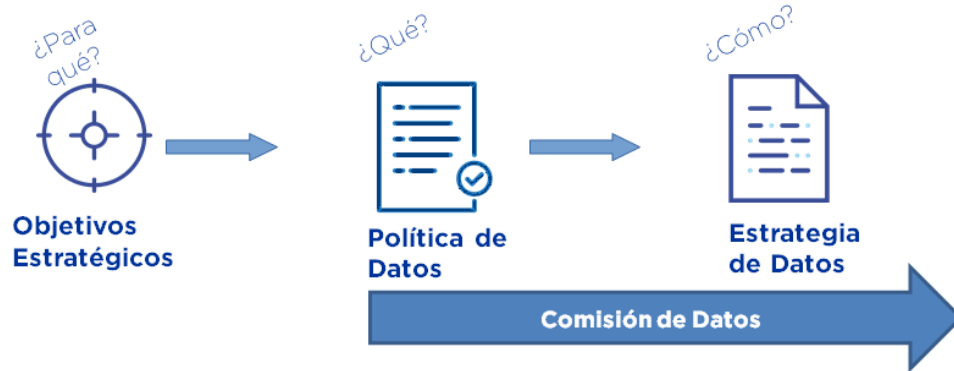 ¿Para
qué?
¿Qué?
¿Cómo?
Objetivos
Estratégicos
Política de
Datos
Estrategia
de Datos
Comisión de Datos